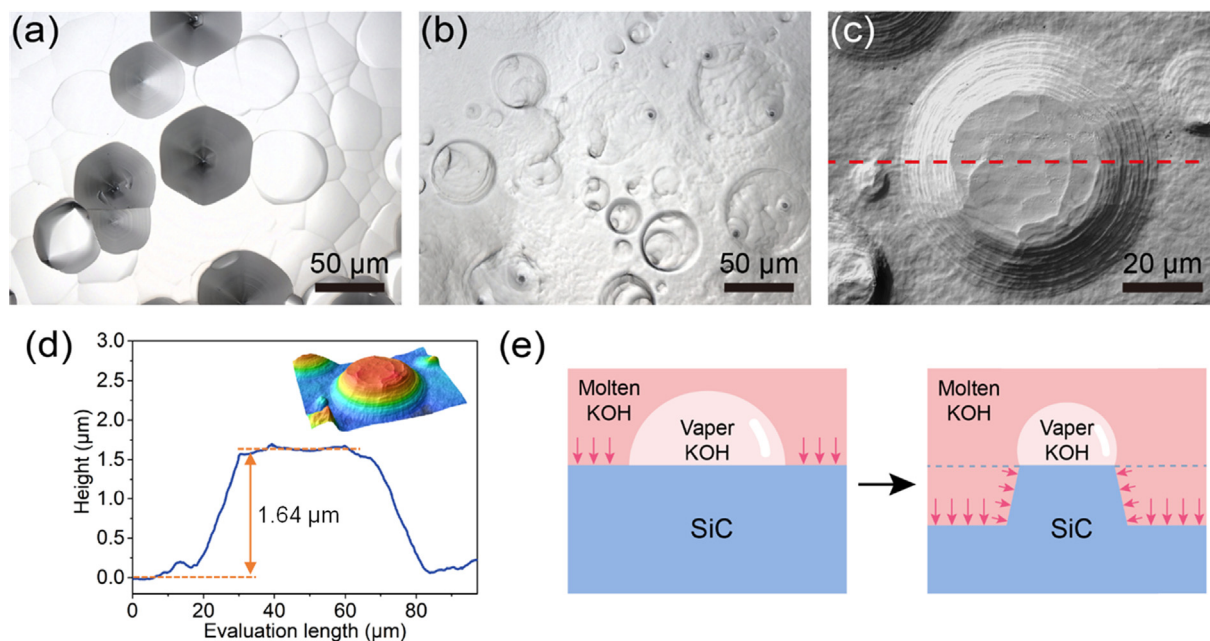 (a)
50 µm
(b)
50 µm
(c)
20 µm
(d)
3.0
2.5
2.0
1.5
1.0
0.5
0.0
Height (µm)
1.64 µm
0 20 40 60 80
Evaluation length (µm)
(e)
Molten
KOH
Vaper
KOH
SiC
Molten
KOH
Vaper
KOH
SiC